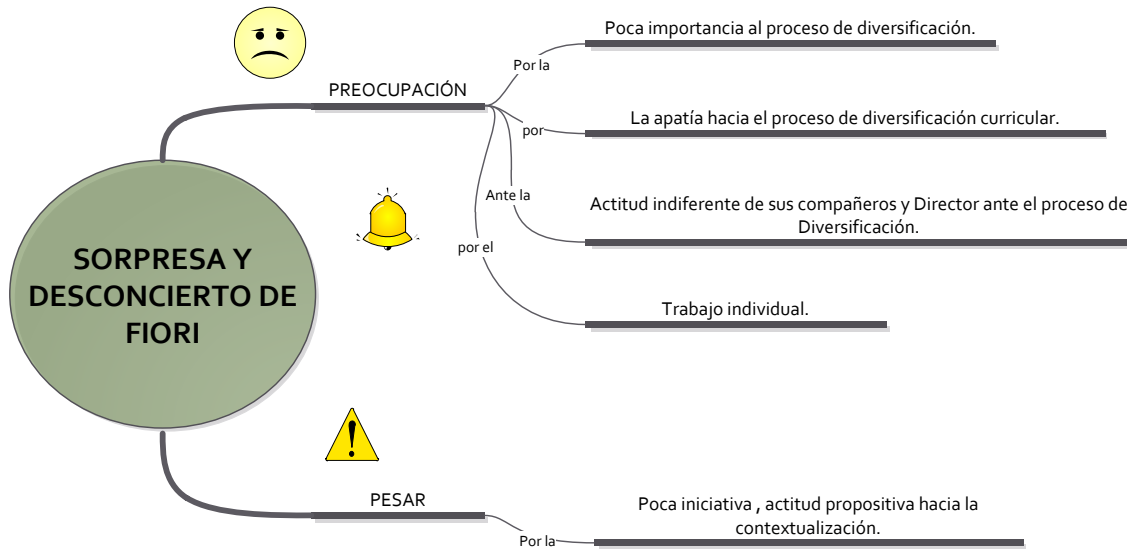 Poca importancia al proceso de diversificación.
Por la
PREOCUPACIÓN
La apatía hacia el proceso de diversificación curricular.
por
Ante la
Actitud indiferente de sus compañeros y Director ante el proceso de
Diversificación.
por el
SORPRESA Y
DESCONCIERTO DE
FIORI
Trabajo individual.
PESAR
Poca iniciativa , actitud propositiva hacia la
contextualización.
Por la